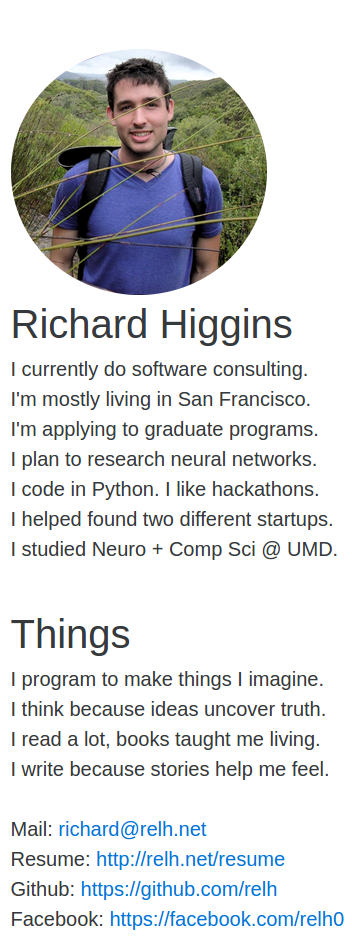 Richard Higgins
I currently do software consulting.
I'm mostly living in San Francisco.
I'm applying to graduate programs.
I plan to research neural networks.
I code in Python. I like hackathons.
I helped found two different startups.
I studied Neuro + Comp Sci @ UMD.
Things
I program to make things I imagine.
I think because ideas uncover truth.
I read a lot, books taught me living.
I write because stories help me feel.
Mail: richard@relh.net
Resume: http://relh.net/resume
Github: https://github.com/relh
Facebook: https://facebook.com/relh0